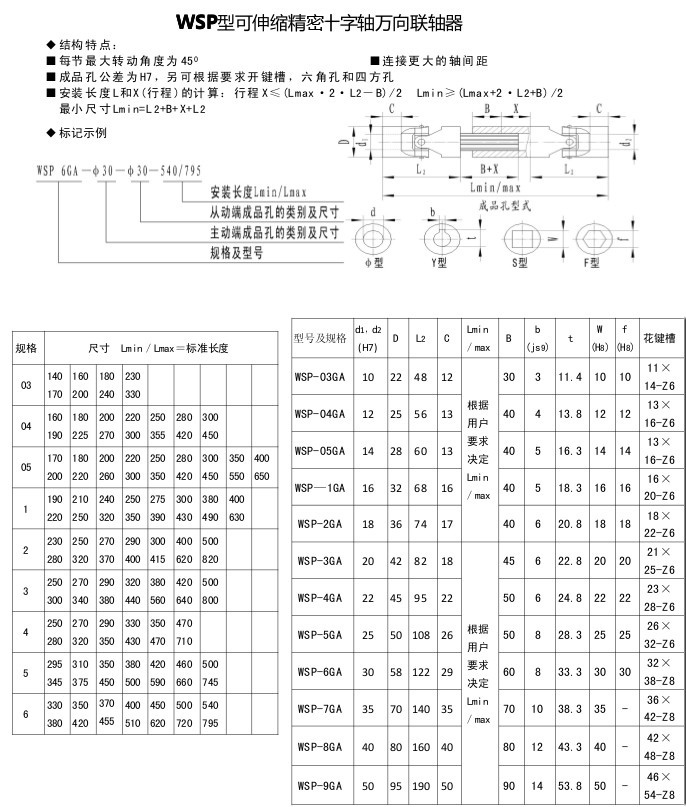 WSP型可伸缩精密十字轴万向联轴器
◆ 结构特点：
■ 每节最大转动角度为45⁰ ■ 连接更大的轴间距
■ 成品孔公差为H7，另可根据要求开键槽，六角孔和四方孔
■ 安装长度L和X(行程)的计算：行程X≤(Lmax·2·L2－B)/2 Lmin≥(Lmax+2·L2+B)/2
最小尺寸Lmin=L2+B+X+L2
◆ 标记示例
WSP 6GA－φ30－φ30－540/795
安装长度Lmin/Lmax
从动端成品孔的类别及尺寸
主动端成品孔的类别及尺寸
规格及型号
C B X C
D d₁ d₂
L₂ B+X L₂
Lmin/max
成品孔型式
d b t W f
φ型 Y型 S型 F型
规格 尺寸 Lmin／Lmax＝标准长度
03 140 160 180 230
170 200 240 330
04 160 180 200 220 250 280 300
190 225 270 300 355 420 450
05 170 180 200 220 250 280 300 350 400
200 220 260 300 350 420 450 550 650
1 190 210 240 250 275 300 380 400
220 250 320 350 390 430 490 630
2 230 250 270 290 300 400 500
280 320 370 400 415 620 820
3 250 270 290 320 380 420 500
300 340 380 440 560 640 800
4 250 270 290 330 350 470
280 320 350 430 470 710
5 295 310 350 380 420 460 500
345 375 450 500 590 660 745
6 330 350 370 400 450 500 540
380 420 455 510 620 720 795
型号及规格 d1, d2 (H7) D L2 C Lmin／max B b (js9) t W (H8) f (H8) 花键槽
WSP-03GA 10 22 48 12 30 3 11.4 10 10 11×14-Z6
WSP-04GA 12 25 56 13 40 4 13.8 12 12 13×16-Z6
WSP-05GA 14 28 60 13 40 5 16.3 14 14 13×16-Z6
WSP—1GA 16 32 68 16 40 5 18.3 16 16 16×20-Z6
WSP-2GA 18 36 74 17 40 6 20.8 18 18 18×22-Z6
根据用户要求决定Lmin／max
WSP-3GA 20 42 82 18 45 6 22.8 20 20 21×25-Z6
WSP-4GA 22 45 95 22 50 6 24.8 22 22 23×28-Z6
WSP-5GA 25 50 108 26 50 8 28.3 25 25 26×32-Z6
WSP-6GA 30 58 122 29 60 8 33.3 30 30 32×38-Z8
WSP-7GA 35 70 140 35 70 10 38.3 35 - 36×42-Z8
WSP-8GA 40 80 160 40 80 12 43.3 40 - 42×48-Z8
WSP-9GA 50 95 190 50 90 14 53.8 50 - 46×54-Z8
根据用户要求决定Lmin／max